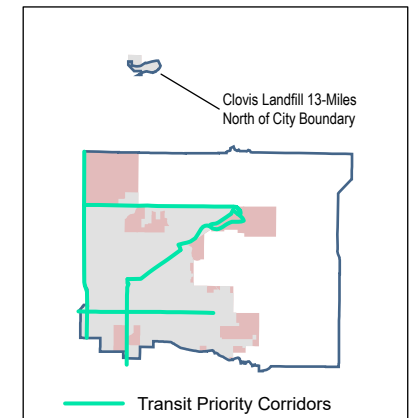 Clovis Landfill 13-Miles
North of City Boundary
Transit Priority Corridors